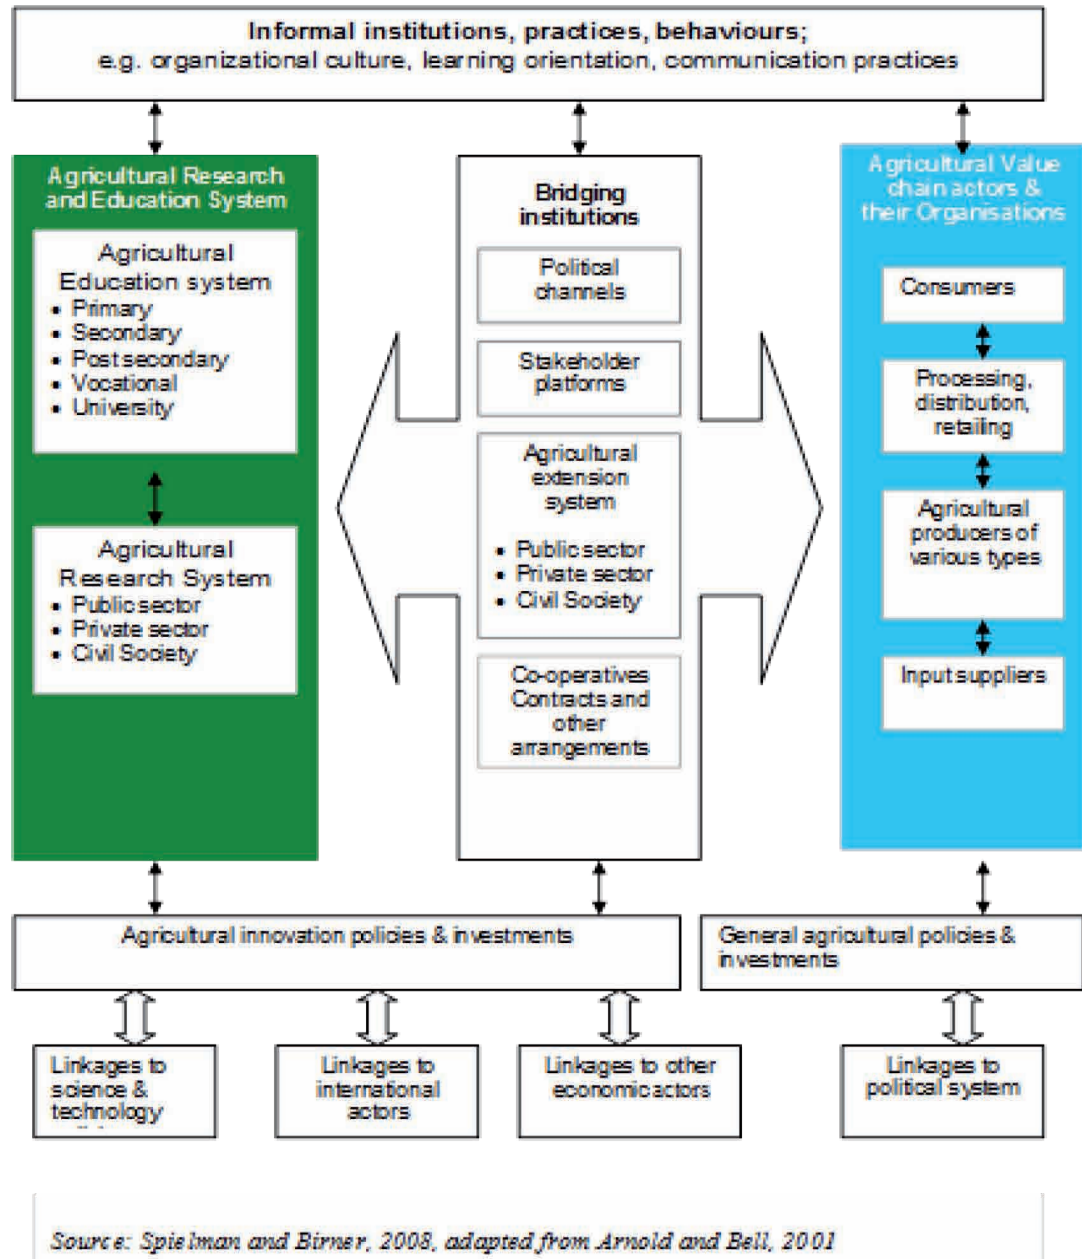 Informal institutions, practices, behaviours;
e.g. organizational culture, learning orientation, communication practices
Agricultural Research
and Education System
Agricultural
Education system
• Primary
• Secondary
• Post secondary
• Vocational
• University
Agricultural
Research System
• Public sector
• Private sector
• Civil Society
Bridging
institutions
Political
channels
Stakeholder
platforms
Agricultural
extension
system
• Public sector
• Private sector
• Civil Society
Co-operatives
Contracts and
other
arrangements
Agricultural Value
chain actors &
their Organisations
Consumers
Processing,
distribution,
retailing
Agricultural
producers of
various types
Input suppliers
Agricultural innovation policies & investments
General agricultural policies &
investments
Linkages to
science &
technology
Linkages to
international
actors
Linkages to other
economic actors
Linkages to
political system
Source: Spielman and Birner, 2008, adapted from Arnold and Bell, 2001